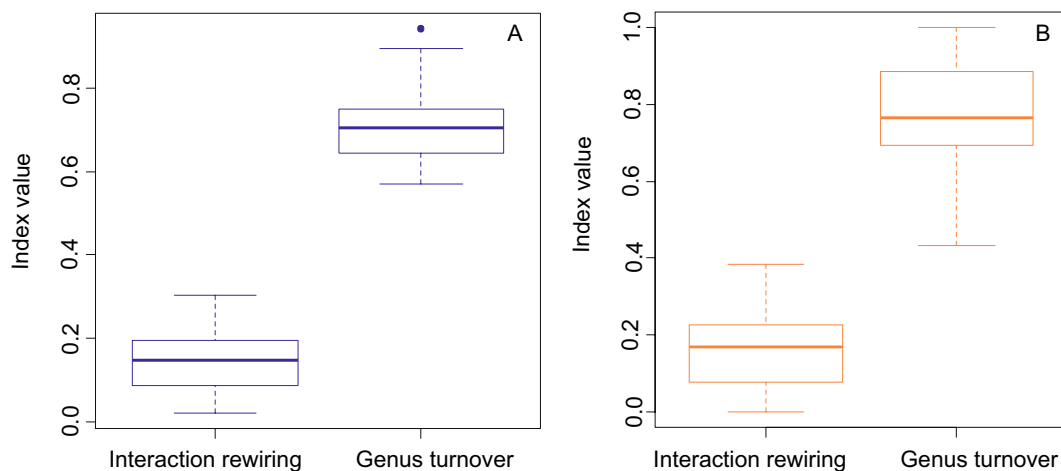 A
Index value
0.8
0.6
0.4
0.2
0.0
Interaction rewiring
Genus turnover
B
Index value
1.0
0.8
0.6
0.4
0.2
0.0
Interaction rewiring
Genus turnover